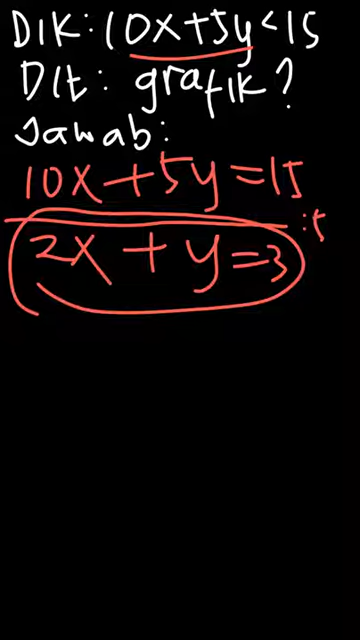 Dik: 10x+5y<15
Dit: grafik?
Jawab:
10x+5y=15
:5
2x+y=3